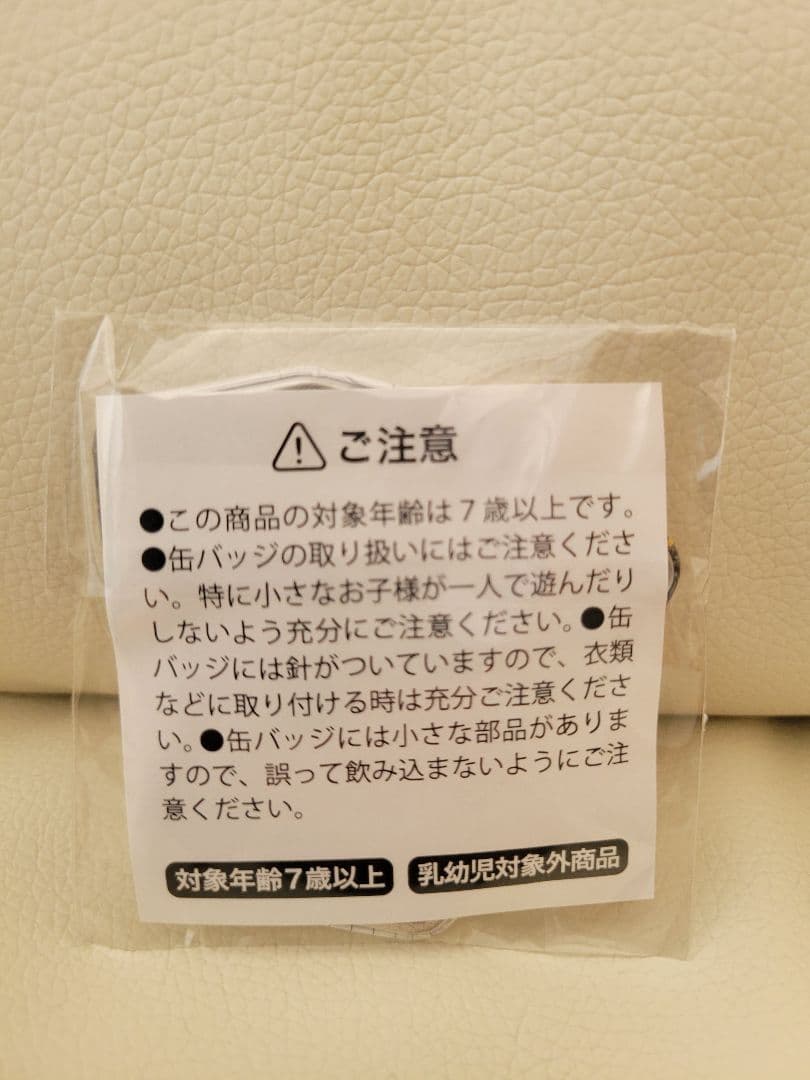 ご注意
●この商品の対象年齢は7歳以上です。
●缶バッジの取り扱いにはご注意くださ
い。特に小さなお子様が一人で遊んだり
しないよう充分にご注意ください。●缶
バッジには針がついていますので、衣類
などに取り付ける時は充分ご注意くださ
い。●缶バッジには小さな部品がありま
すので、誤って飲み込まないようにご注
意ください。
対象年齢7歳以上 乳幼児対象外商品